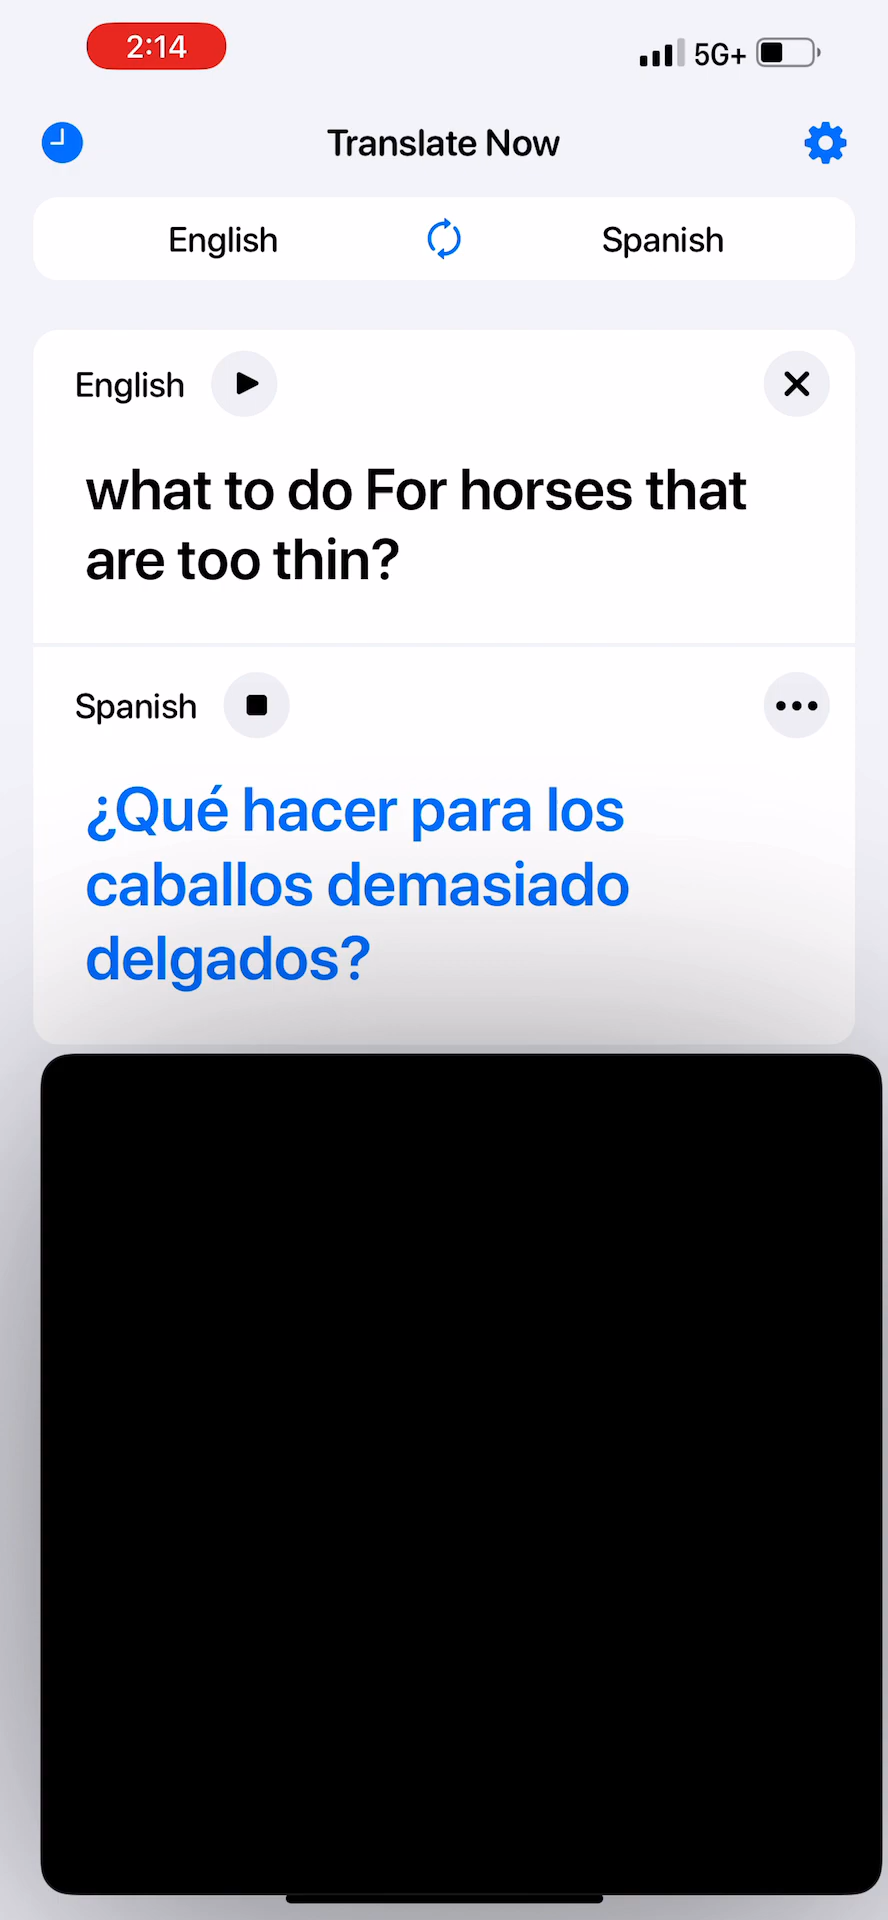 2:14 5G+
Translate Now
English Spanish
English
what to do For horses that
are too thin?
Spanish
¿Qué hacer para los
caballos demasiado
delgados?